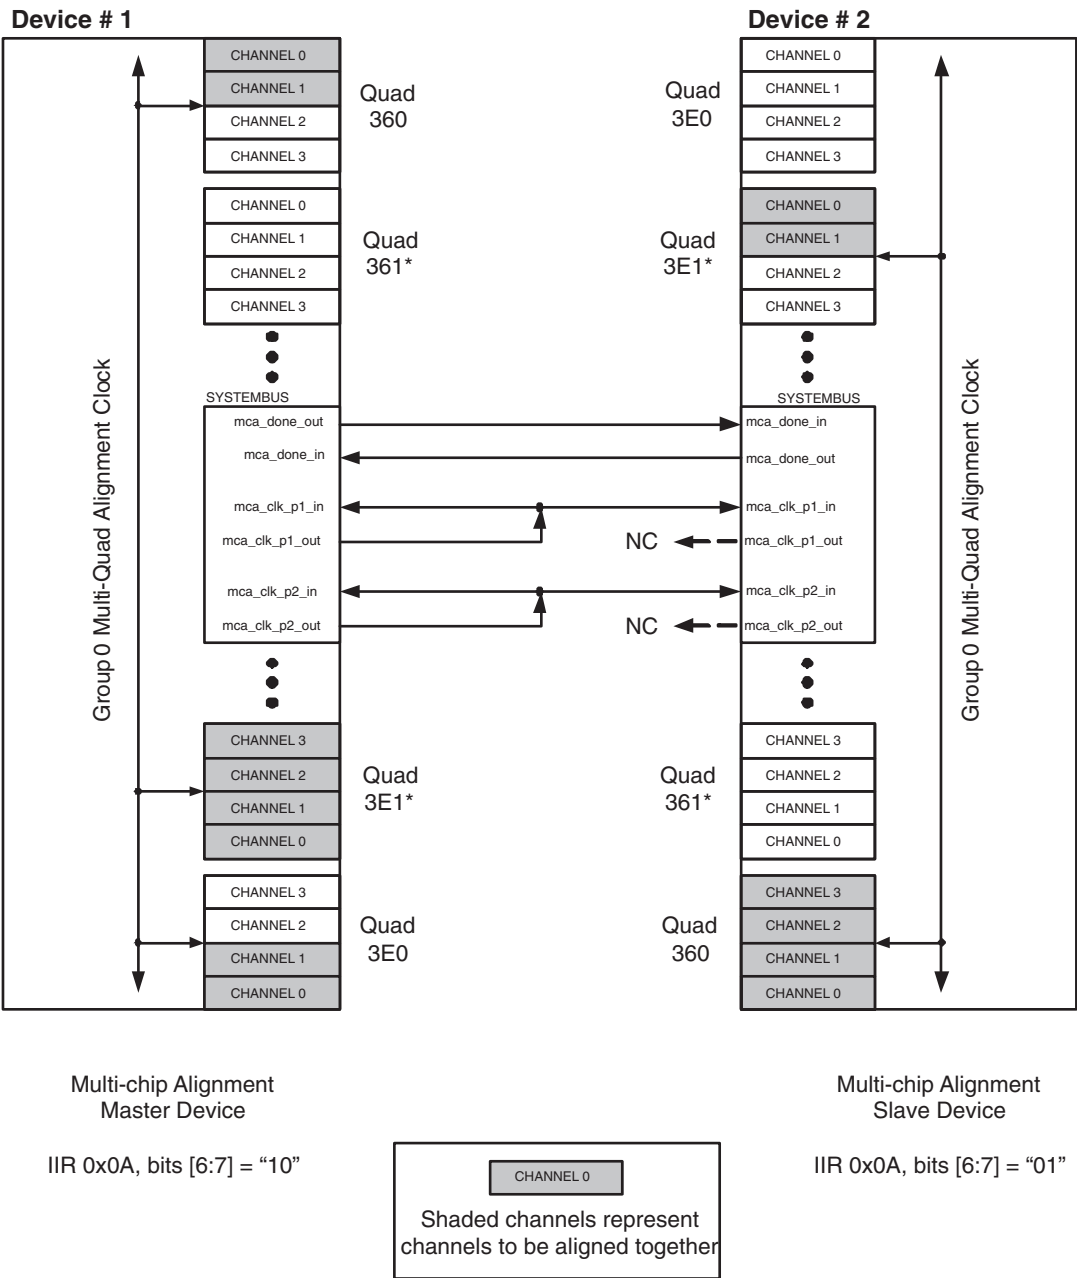 Device # 1
Device # 2
CHANNEL 0
CHANNEL 1
CHANNEL 2
CHANNEL 3
Quad
360
CHANNEL 0
CHANNEL 1
CHANNEL 2
CHANNEL 3
Quad
361*
Group 0 Multi-Quad Alignment Clock
SYSTEMBUS
mca_done_out
mca_done_in
mca_clk_p1_in
mca_clk_p1_out
mca_clk_p2_in
mca_clk_p2_out
CHANNEL 3
CHANNEL 2
CHANNEL 1
CHANNEL 0
Quad
3E1*
CHANNEL 3
CHANNEL 2
CHANNEL 1
CHANNEL 0
Quad
3E0
Quad
3E0
CHANNEL 0
CHANNEL 1
CHANNEL 2
CHANNEL 3
Quad
3E1*
CHANNEL 0
CHANNEL 1
CHANNEL 2
CHANNEL 3
SYSTEMBUS
mca_done_in
mca_done_out
mca_clk_p1_in
NC
mca_clk_p1_out
mca_clk_p2_in
NC
mca_clk_p2_out
Group 0 Multi-Quad Alignment Clock
Quad
361*
CHANNEL 3
CHANNEL 2
CHANNEL 1
CHANNEL 0
Quad
360
CHANNEL 3
CHANNEL 2
CHANNEL 1
CHANNEL 0
Multi-chip Alignment
Master Device
IIR 0x0A, bits [6:7] = “10”
Multi-chip Alignment
Slave Device
IIR 0x0A, bits [6:7] = “01”
CHANNEL 0
Shaded channels represent
channels to be aligned together